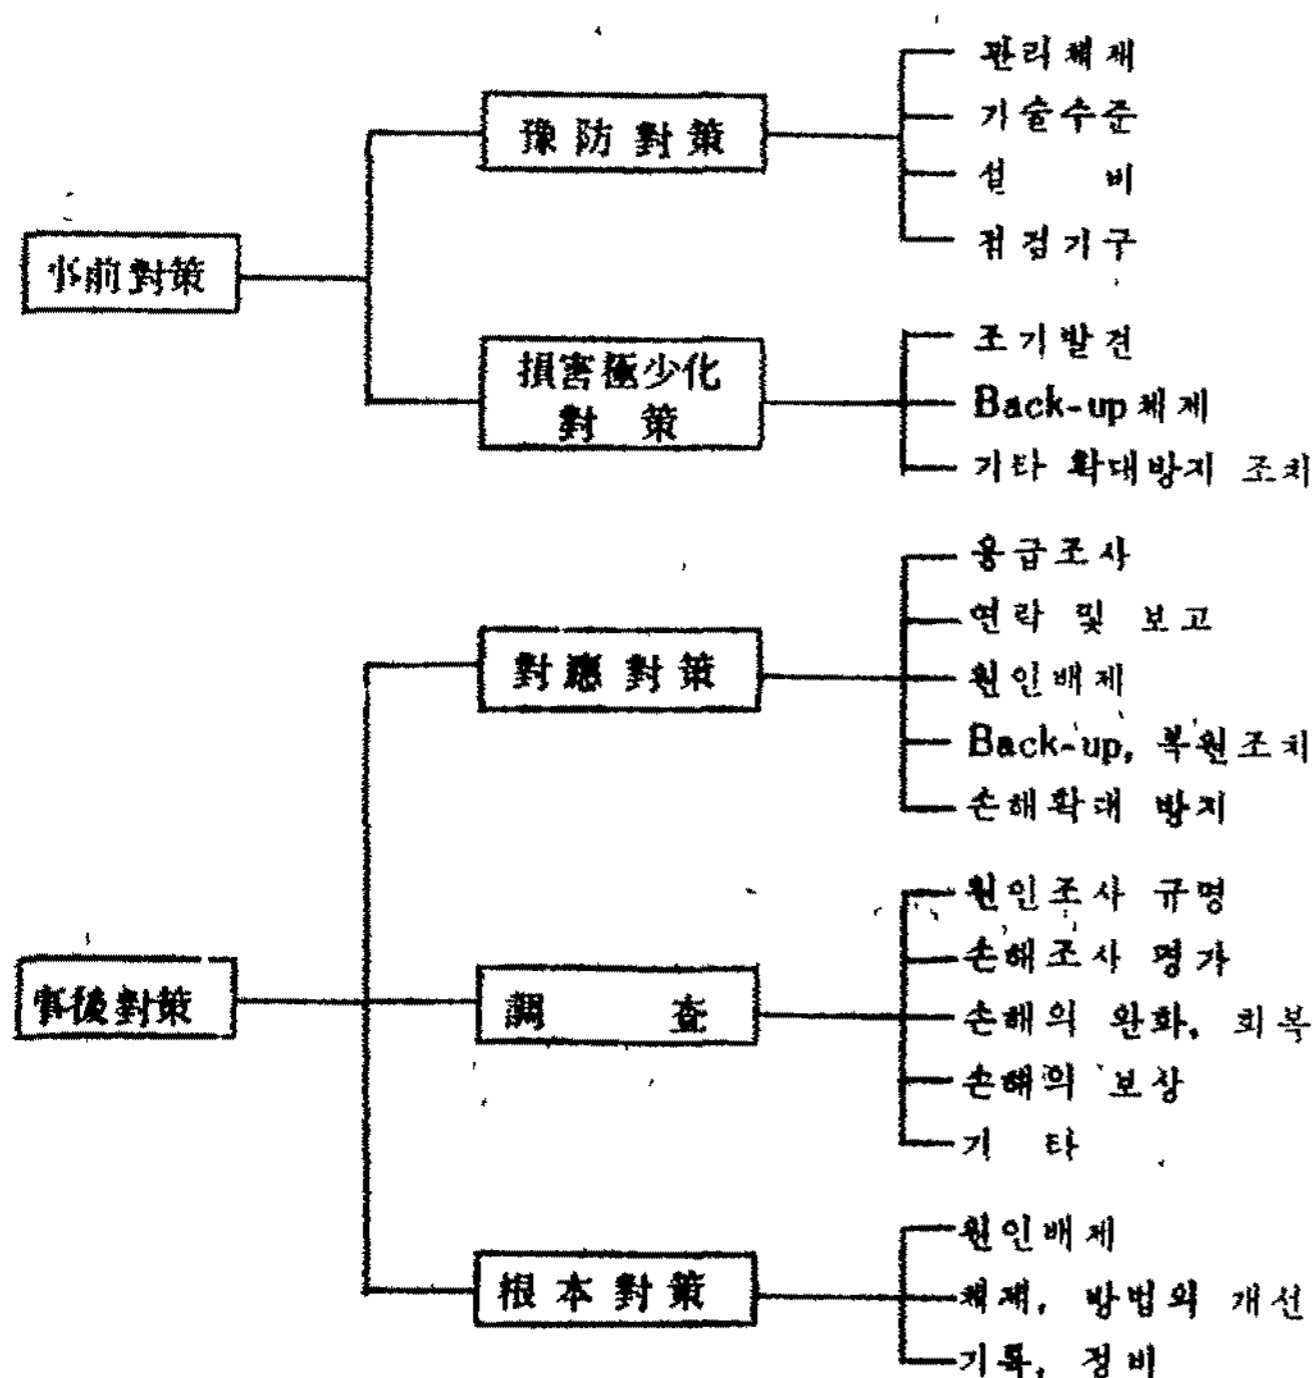 事前對策
豫防對策
관리체제
기술수준
설 비
점검기구
損害極少化
對 策
조기발견
Back-up체제
기타 확대방지 조치
事後對策
對應對策
응급조사
연락 및 보고
원인배제
Back-up, 복원조치
손해확대 방지
調 査
원인조사 규명
손해조사 평가
손해의 완화, 회복
손해의 보상
기 타
根本對策
원인배제
체제, 방법의 개선
기록, 정비